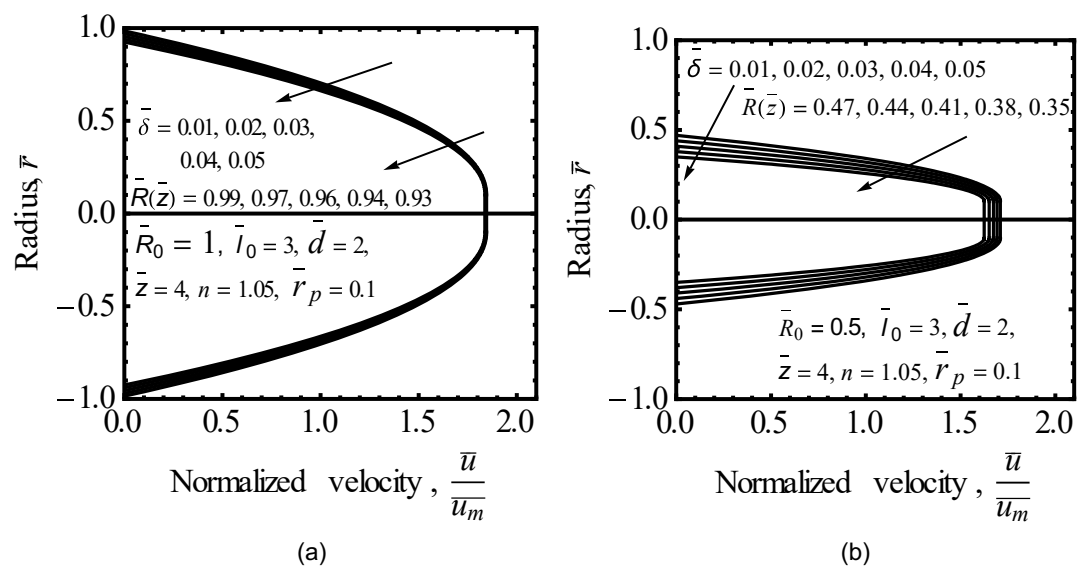 (a)
1.0
0.5
0.0
−0.5
−1.0
Radius, r̅
δ̅ = 0.01, 0.02, 0.03,
0.04, 0.05
R̅(z̅) = 0.99, 0.97, 0.96, 0.94, 0.93
R̅₀ = 1, l̅₀ = 3, d̅ = 2,
z̅ = 4, n = 1.05, r̅ₚ = 0.1
0.0 0.5 1.0 1.5 2.0
Normalized velocity , u̅ / u̅ₘ
(a)
(b)
1.0
0.5
0.0
−0.5
−1.0
Radius, r̅
δ̅ = 0.01, 0.02, 0.03, 0.04, 0.05
R̅(z̅) = 0.47, 0.44, 0.41, 0.38, 0.35
R̅₀ = 0.5, l̅₀ = 3, d̅ = 2,
z̅ = 4, n = 1.05, r̅ₚ = 0.1
0.0 0.5 1.0 1.5 2.0
Normalized velocity , u̅ / u̅ₘ
(b)